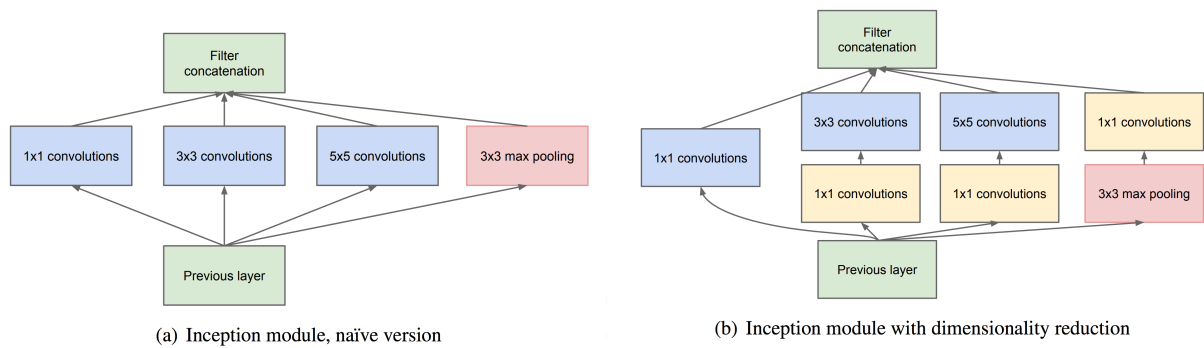 Filter
concatenation
1x1 convolutions
3x3 convolutions
5x5 convolutions
3x3 max pooling
Previous layer
(a) Inception module, naïve version
Filter
concatenation
3x3 convolutions
5x5 convolutions
1x1 convolutions
1x1 convolutions
1x1 convolutions
1x1 convolutions
3x3 max pooling
Previous layer
(b) Inception module with dimensionality reduction